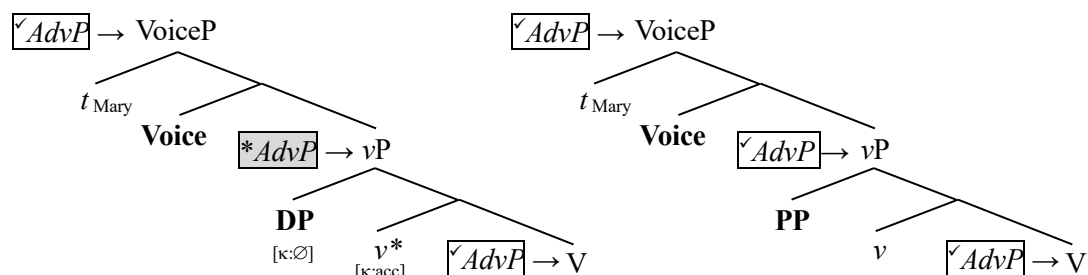 ✓AdvP → VoiceP ✓AdvP → VoiceP
t Mary t Mary
Voice Voice
*AdvP → vP ✓AdvP → vP
DP PP
[κ:∅] v* ✓AdvP → V v ✓AdvP → V
[κ:acc]